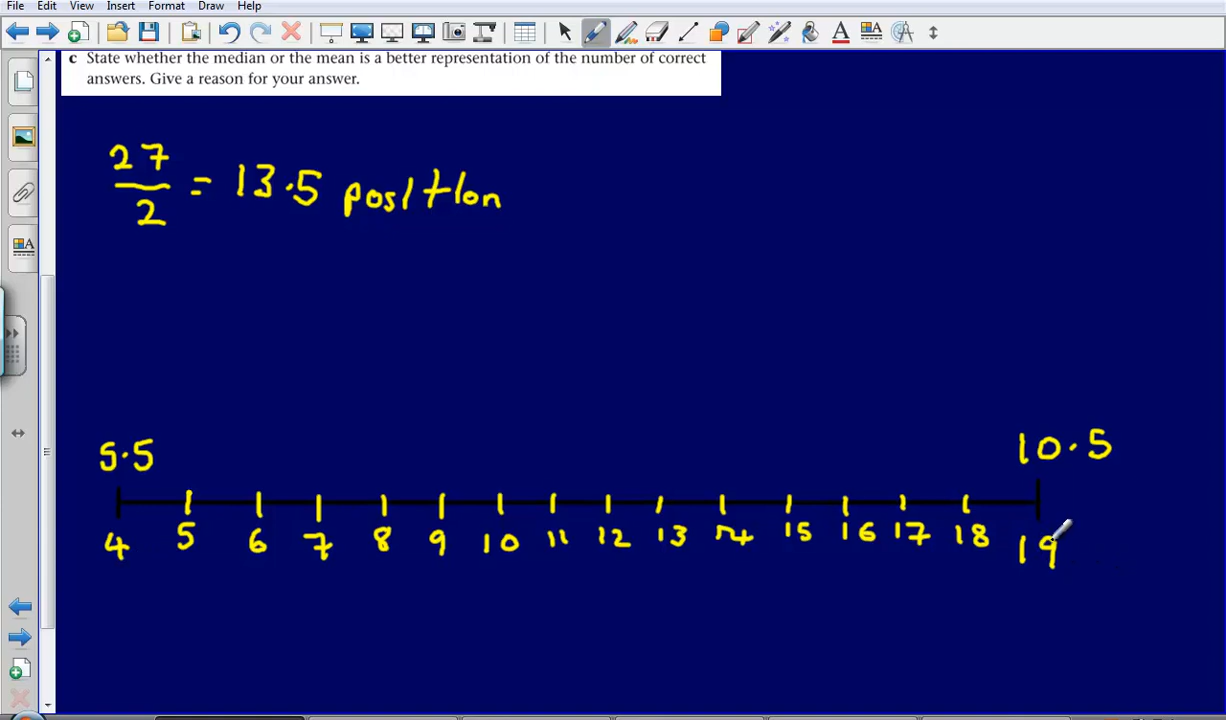 File Edit View Insert Format Draw Help
c State whether the median or the mean is a better representation of the number of correct
answers. Give a reason for your answer.
27/2 = 13.5 position
5.5 10.5
4 5 6 7 8 9 10 11 12 13 14 15 16 17 18 19